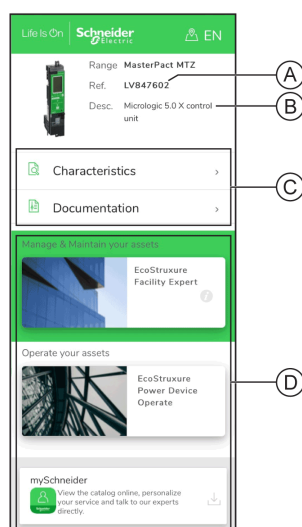 Life Is On Schneider Electric EN
Range MasterPact MTZ
Ref. LV847602
Desc. Micrologic 5.0 X control
unit
A
B
Characteristics
Documentation
C
Manage & Maintain your assets
EcoStruxure
Facility Expert
i
Operate your assets
EcoStruxure
Power Device
Operate
D
mySchneider
View the catalog online, personalize
your service and talk to our experts
directly.